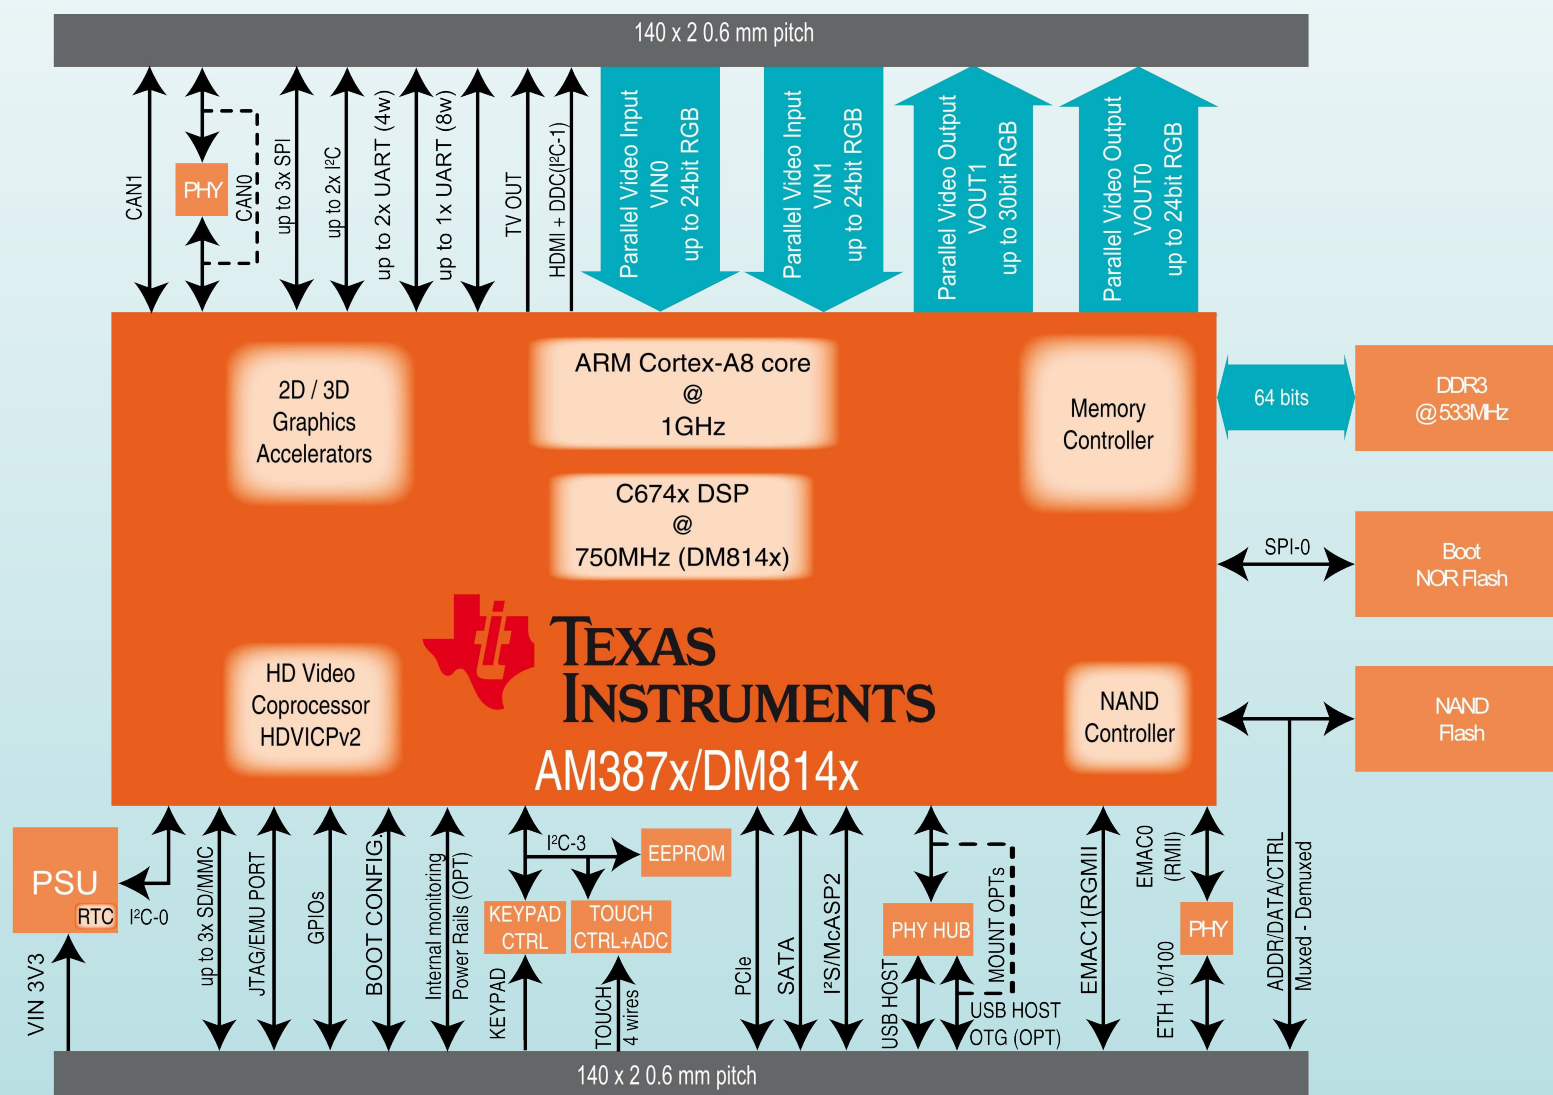 140 x 2 0.6 mm pitch
CAN1
PHY
CAN0
up to 3x SPI
up to 2x I²C
up to 2x UART (4w)
up to 1x UART (8w)
TV OUT
HDMI + DDC(I²C-1)
Parallel Video Input
VIN0
up to 24bit RGB
Parallel Video Input
VIN1
up to 24bit RGB
Parallel Video Output
VOUT1
up to 30bit RGB
Parallel Video Output
VOUT0
up to 24bit RGB
2D / 3D
Graphics
Accelerators
ARM Cortex-A8 core
@
1GHz
Memory
Controller
64 bits
DDR3
@533MHz
C674x DSP
@
750MHz (DM814x)
SPI-0
Boot
NOR Flash
HD Video
Coprocessor
HDVICPv2
TEXAS
INSTRUMENTS
AM387x/DM814x
NAND
Controller
NAND
Flash
PSU
RTC
I²C-0
VIN 3V3
up to 3x SD/MMC
JTAG/EMU PORT
GPIOs
BOOT CONFIG.
Internal monitoring
Power Rails (OPT)
I²C-3
EEPROM
KEYPAD
CTRL
TOUCH
CTRL+ADC
KEYPAD
TOUCH
4 wires
PCIe
SATA
I²S/McASP2
PHY HUB
MOUNT OPTs
USB HOST
USB HOST
OTG (OPT)
EMAC1(RGMII
EMAC0
(RMII)
PHY
ETH 10/100
ADDR/DATA/CTRL
Muxed - Demuxed
140 x 2 0.6 mm pitch